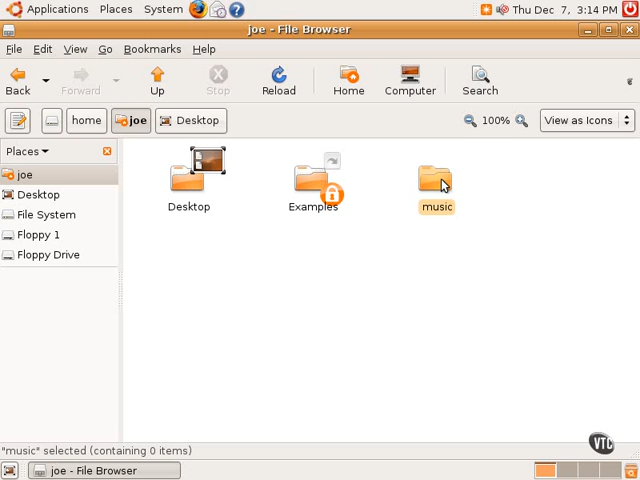 Applications Places System Thu Dec 7, 3:14 PM
joe - File Browser
File Edit View Go Bookmarks Help
Back Forward Up Stop Reload Home Computer Search
home joe Desktop 100% View as Icons
Places
joe
Desktop
File System
Floppy 1
Floppy Drive
Desktop Examples music
VTC
"music" selected (containing 0 items)
joe - File Browser